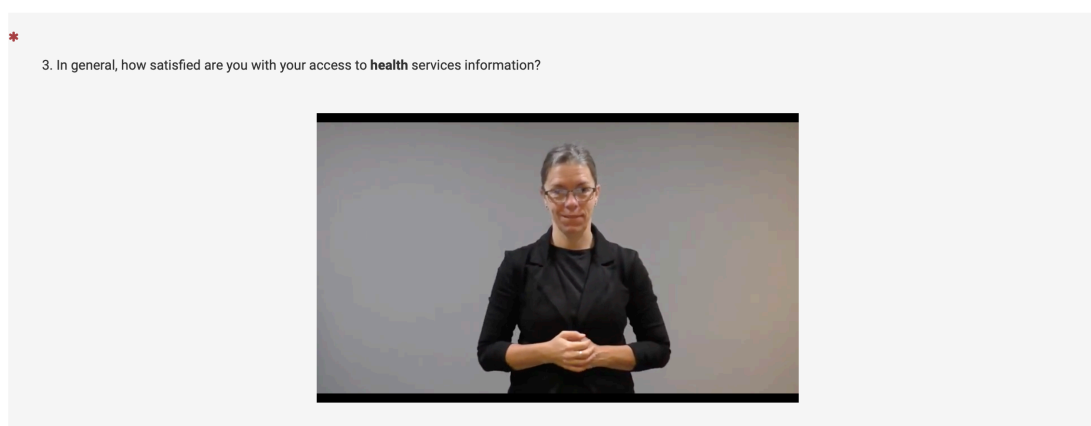 *
3. In general, how satisfied are you with your access to health services information?